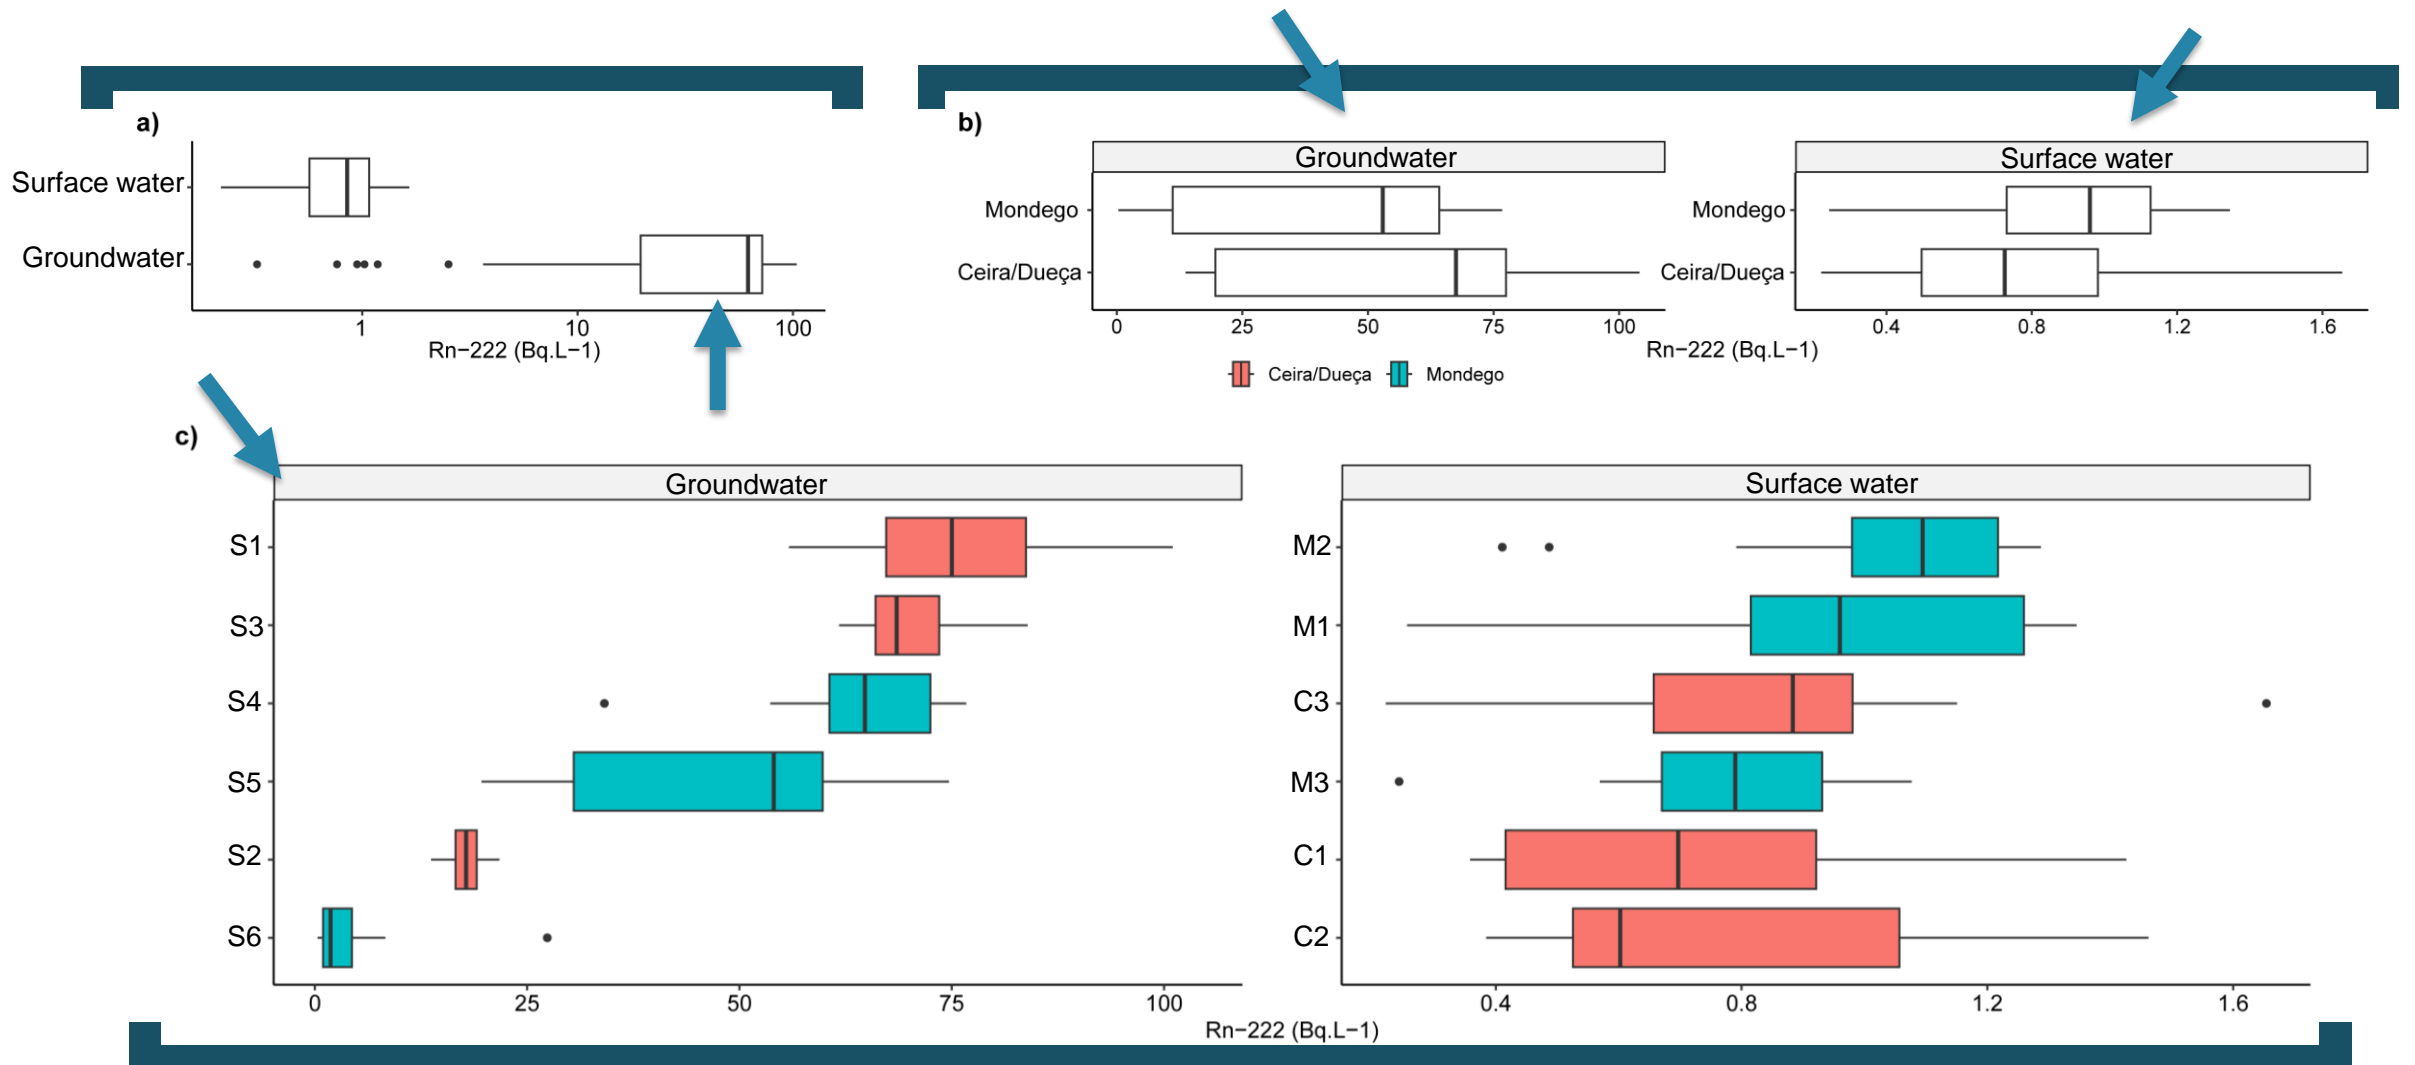 a)
Surface water
Groundwater
1 10 100
Rn−222 (Bq.L−1)
b)
Groundwater
Mondego
Ceira/Dueça
0 25 50 75 100
Surface water
Mondego
Ceira/Dueça
0.4 0.8 1.2 1.6
Rn−222 (Bq.L−1)
Ceira/Dueça Mondego
c)
Groundwater
S1
S3
S4
S5
S2
S6
0 25 50 75 100
Surface water
M2
M1
C3
M3
C1
C2
0.4 0.8 1.2 1.6
Rn−222 (Bq.L−1)